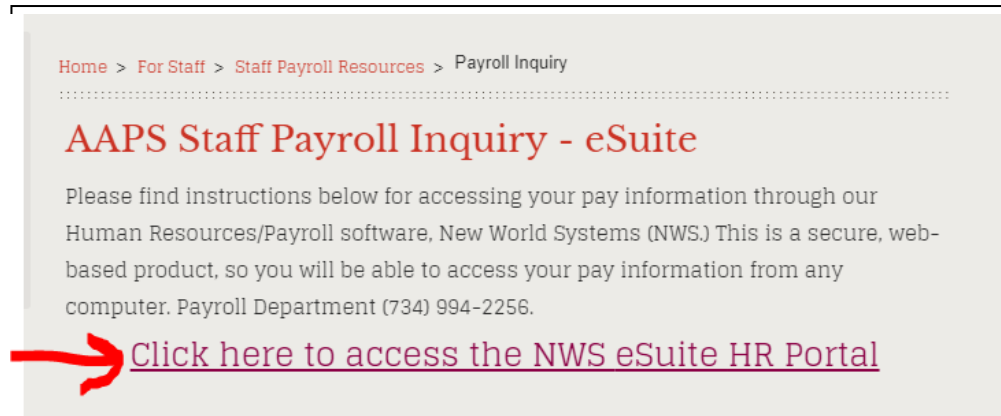 Home > For Staff > Staff Payroll Resources > Payroll Inquiry
AAPS Staff Payroll Inquiry - eSuite
Please find instructions below for accessing your pay information through our
Human Resources/Payroll software, New World Systems (NWS.) This is a secure, web-
based product, so you will be able to access your pay information from any
computer. Payroll Department (734) 994-2256.
Click here to access the NWS eSuite HR Portal